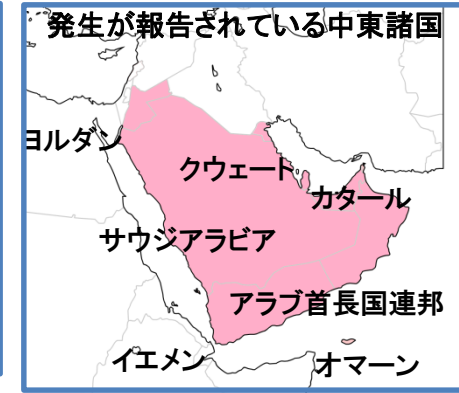 発生が報告されている中東諸国
ヨルダン
クウェート
カタール
サウジアラビア
アラブ首長国連邦
イエメン
オマーン